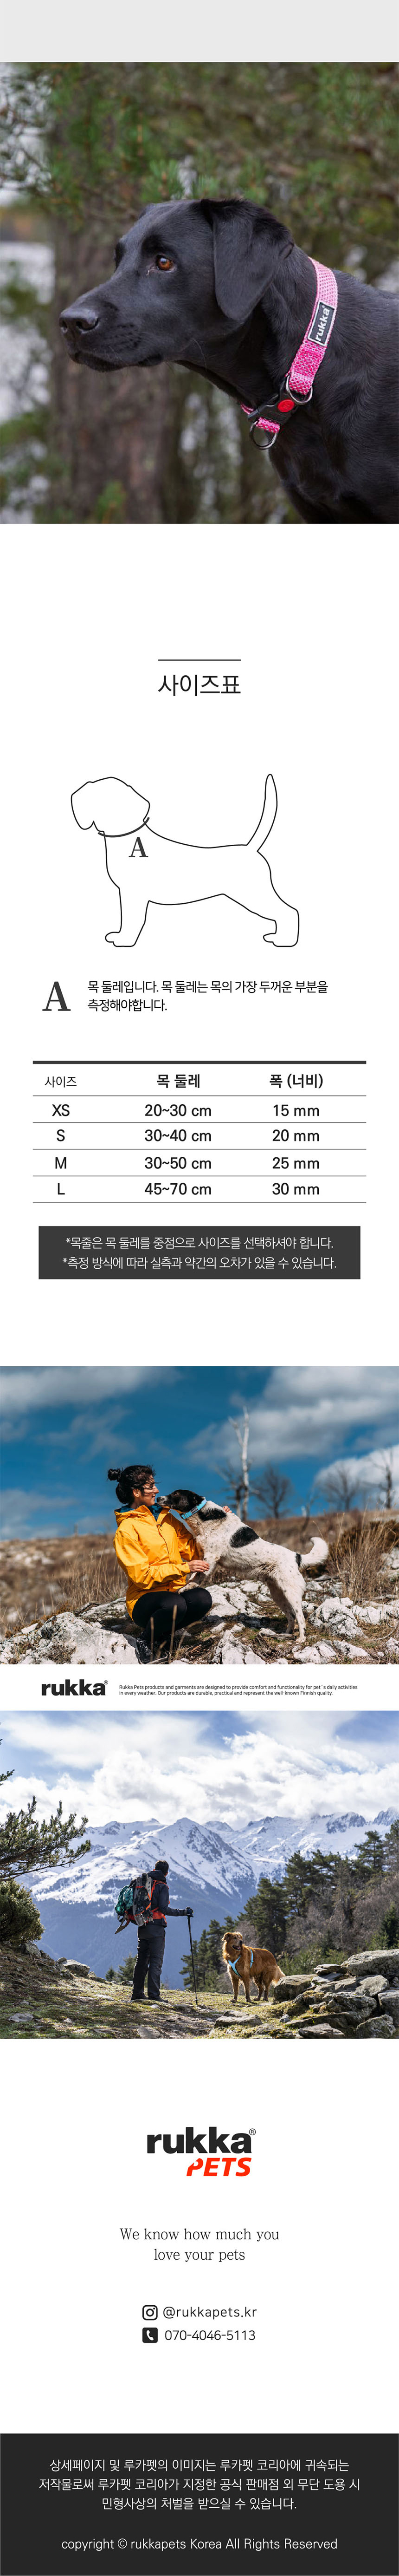 rukka
사이즈표
A
A
목 둘레입니다. 목 둘레는 목의 가장 두꺼운 부분을
측정해야합니다.
사이즈 목 둘레 폭 (너비)
XS 20~30 cm 15 mm
S 30~40 cm 20 mm
M 30~50 cm 25 mm
L 45~70 cm 30 mm
*목줄은 목 둘레를 중점으로 사이즈를 선택하셔야 합니다.
*측정 방식에 따라 실측과 약간의 오차가 있을 수 있습니다.
rukka®
Rukka Pets products and garments are designed to provide comfort and functionality for pet`s daily activities
in every weather. Our products are durable, practical and represent the well-known Finnish quality.
rukka®
PETS
We know how much you
love your pets
@rukkapets.kr
070-4046-5113
상세페이지 및 루카펫의 이미지는 루카펫 코리아에 귀속되는
저작물로써 루카펫 코리아가 지정한 공식 판매점 외 무단 도용 시
민형사상의 처벌을 받으실 수 있습니다.
copyright © rukkapets Korea All Rights Reserved